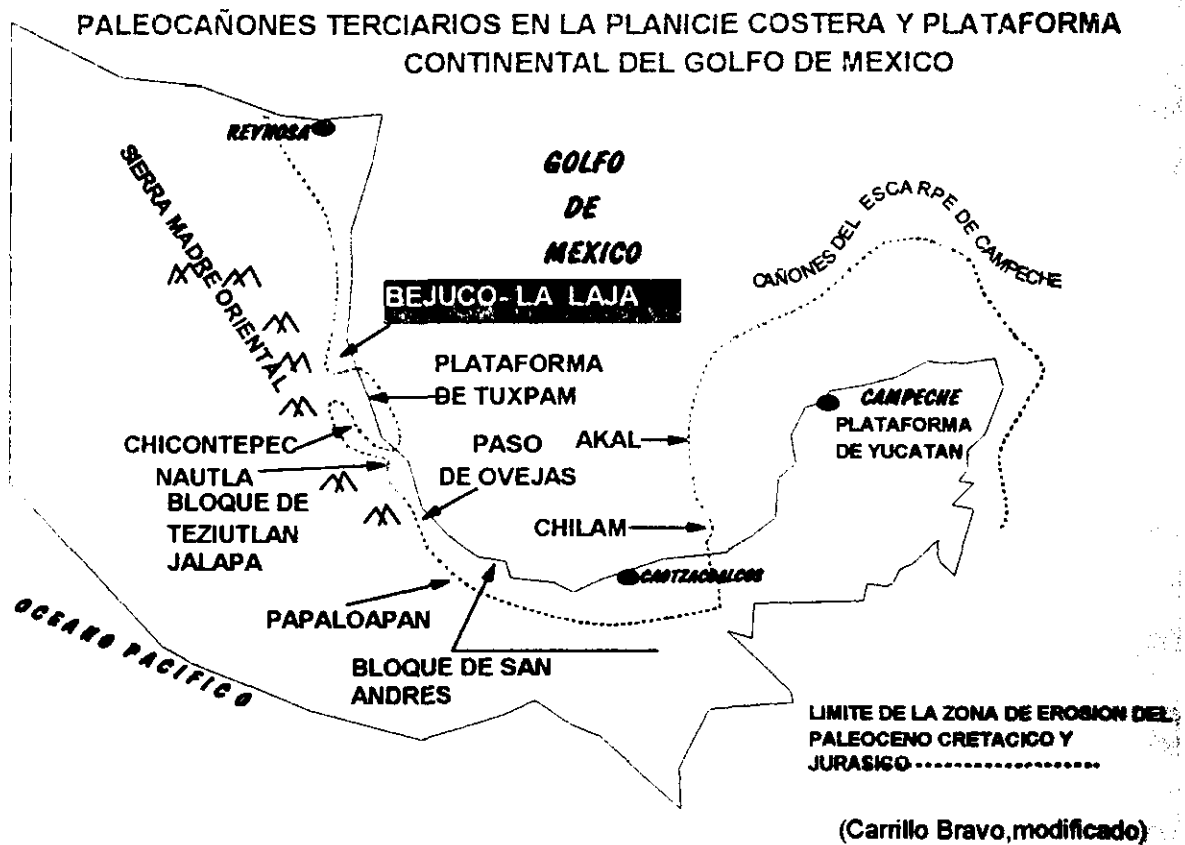 PALEOCAÑONES TERCIARIOS EN LA PLANICIE COSTERA Y PLATAFORMA
CONTINENTAL DEL GOLFO DE MEXICO
REYNOSA
SIERRA MADRE ORIENTAL
GOLFO
DE
MEXICO
CAÑONES DEL ESCARPE DE CAMPECHE
BEJUCO-LA LAJA
PLATAFORMA
DE TUXPAM
CHICONTEPEC
NAUTLA
BLOQUE DE
TEZIUTLAN
JALAPA
PASO
DE OVEJAS
AKAL
CHILAM
CAMPECHE
PLATAFORMA
DE YUCATAN
CAOTZACOALCOS
PAPALOAPAN
BLOQUE DE SAN
ANDRES
OCEANO PACIFICO
LIMITE DE LA ZONA DE EROSION DEL
PALEOCENO CRETACICO Y
JURASICO
(Carrillo Bravo,modificado)